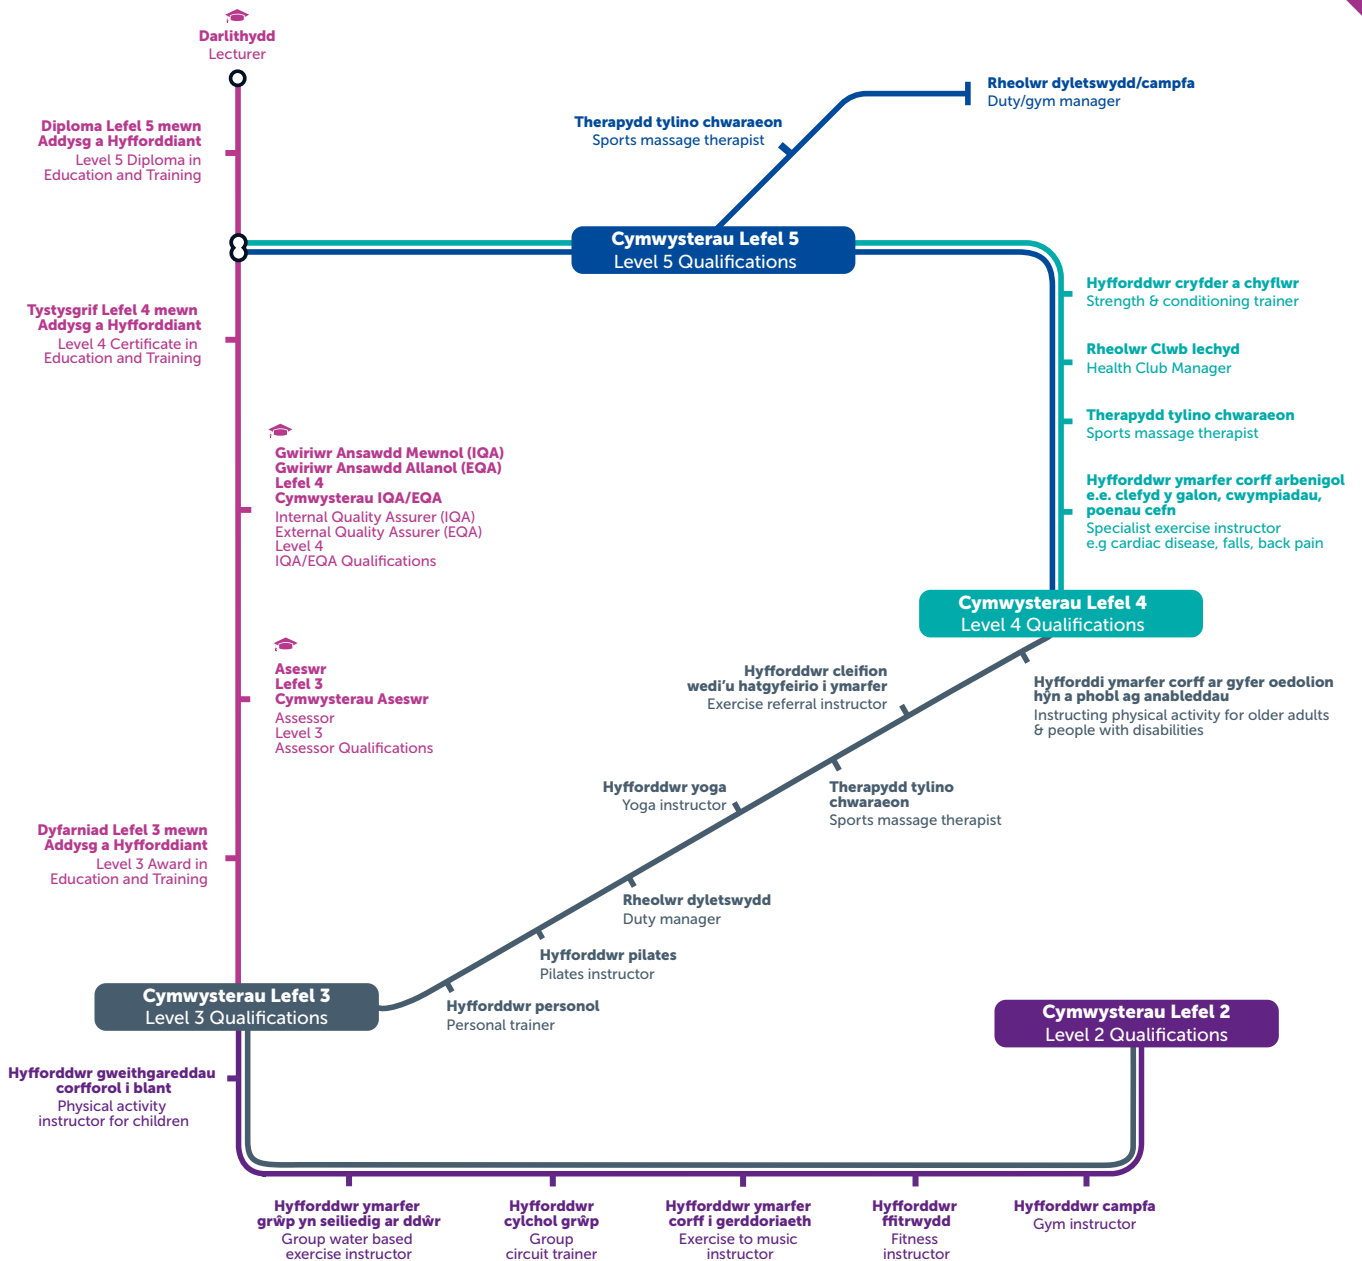 Darlithydd
Lecturer
Diploma Lefel 5 mewn
Addysg a Hyfforddiant
Level 5 Diploma in
Education and Training
Therapydd tylino chwaraeon
Sports massage therapist
Rheolwr dyletswydd/campfa
Duty/gym manager
Cymwysterau Lefel 5
Level 5 Qualifications
Tystysgrif Lefel 4 mewn
Addysg a Hyfforddiant
Level 4 Certificate in
Education and Training
Hyfforddwr cryfder a chyflwr
Strength & conditioning trainer
Rheolwr Clwb Iechyd
Health Club Manager
Therapydd tylino chwaraeon
Sports massage therapist
Hyfforddwr ymarfer corff arbenigol
e.e. clefyd y galon, cwympiadau,
poenau cefn
Specialist exercise instructor
e.g cardiac disease, falls, back pain
Gwiriwr Ansawdd Mewnol (IQA)
Gwiriwr Ansawdd Allanol (EQA)
Lefel 4
Cymwysterau IQA/EQA
Internal Quality Assurer (IQA)
External Quality Assurer (EQA)
Level 4
IQA/EQA Qualifications
Cymwysterau Lefel 4
Level 4 Qualifications
Aseswr
Lefel 3
Cymwysterau Aseswr
Assessor
Level 3
Assessor Qualifications
Hyfforddwr cleifion
wedi'u hatgyfeirio i ymarfer
Exercise referral instructor
Hyfforddi ymarfer corff ar gyfer oedolion
hŷn a phobl ag anableddau
Instructing physical activity for older adults
& people with disabilities
Hyfforddwr yoga
Yoga instructor
Therapydd tylino
chwaraeon
Sports massage therapist
Dyfarniad Lefel 3 mewn
Addysg a Hyfforddiant
Level 3 Award in
Education and Training
Rheolwr dyletswydd
Duty manager
Hyfforddwr pilates
Pilates instructor
Hyfforddwr personol
Personal trainer
Cymwysterau Lefel 3
Level 3 Qualifications
Cymwysterau Lefel 2
Level 2 Qualifications
Hyfforddwr gweithgareddau
corfforol i blant
Physical activity
instructor for children
Hyfforddwr ymarfer
grŵp yn seiliedig ar ddŵr
Group water based
exercise instructor
Hyfforddwr
cylchol grŵp
Group
circuit trainer
Hyfforddwr ymarfer
corff i gerddoriaeth
Exercise to music
instructor
Hyfforddwr
ffitrwydd
Fitness
instructor
Hyfforddwr campfa
Gym instructor